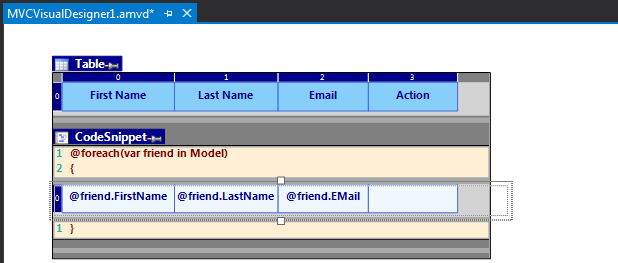 MVCVisualDesigner1.amvd*
Table
0 1 2 3
0 First Name Last Name Email Action
CodeSnippet
1 @foreach(var friend in Model)
2 {
0 @friend.FirstName @friend.LastName @friend.EMail
1 }